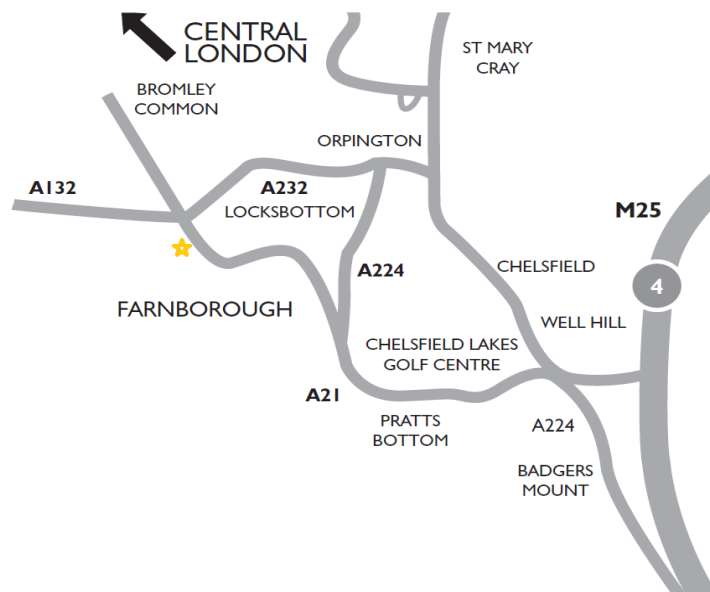 CENTRAL
LONDON
ST MARY
CRAY
BROMLEY
COMMON
ORPINGTON
A132
A232
LOCKSBOTTOM
M25
A224
CHELSFIELD
4
FARNBOROUGH
WELL HILL
CHELSFIELD LAKES
GOLF CENTRE
A21
PRATTS
BOTTOM
A224
BADGERS
MOUNT